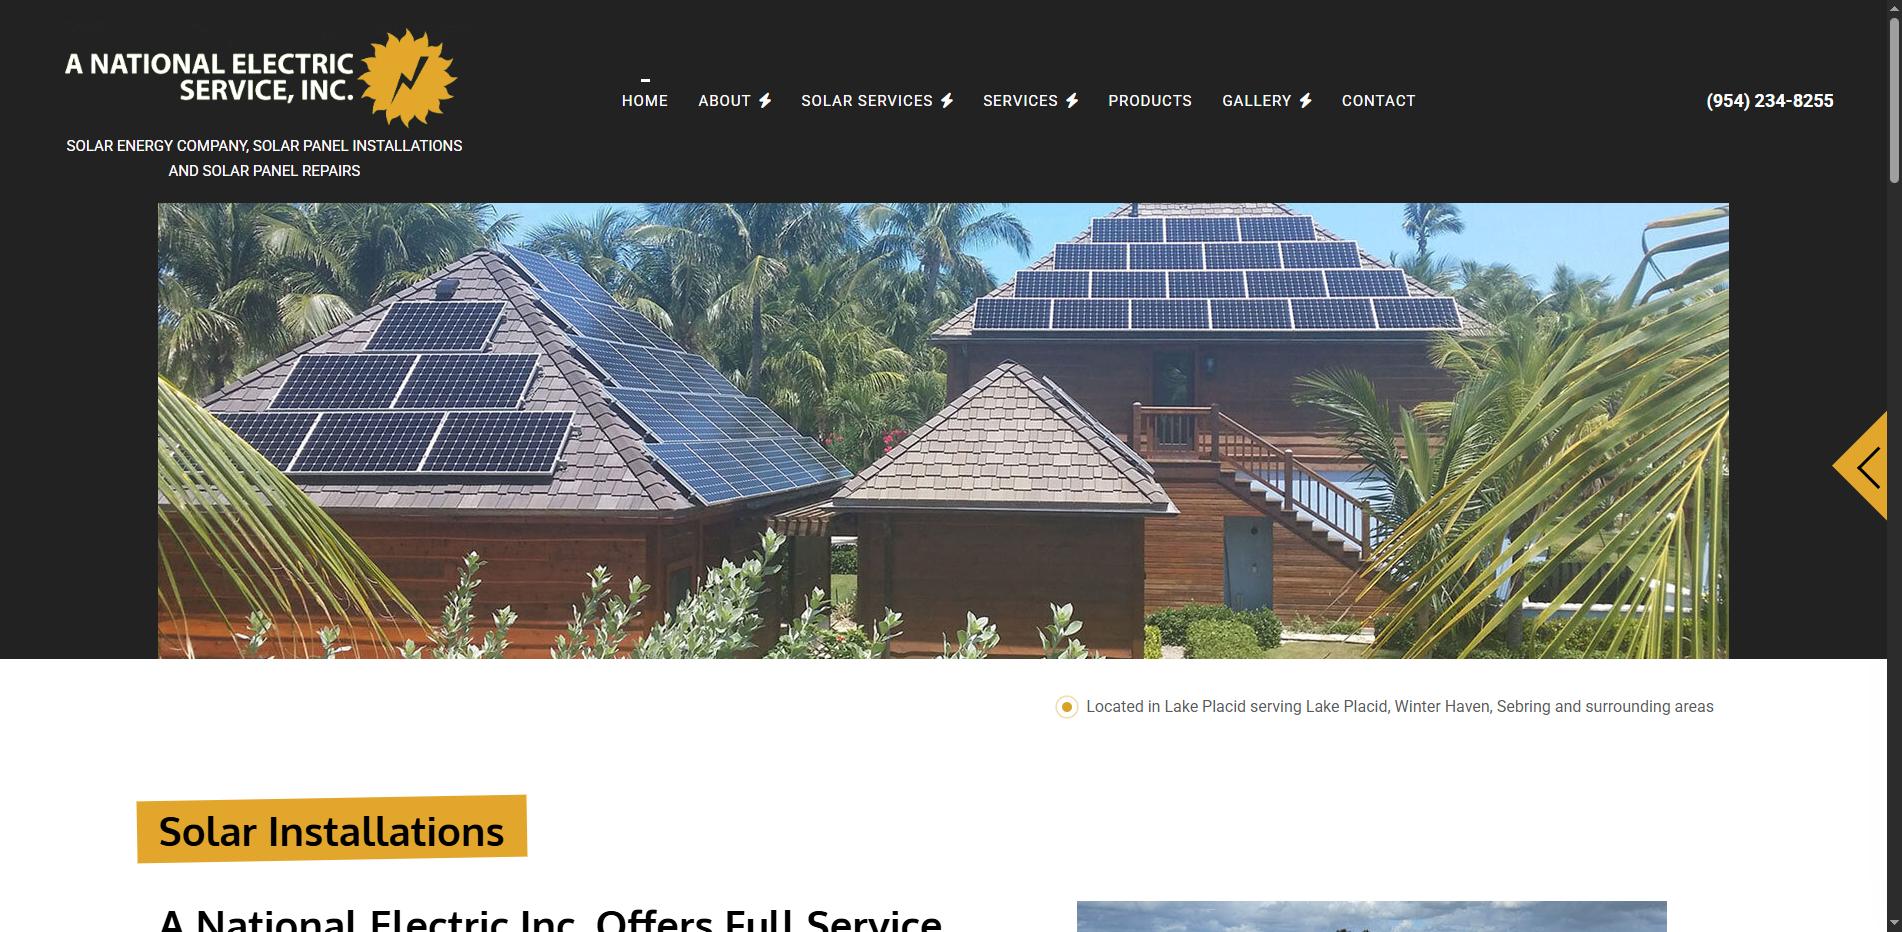 A NATIONAL ELECTRIC
SERVICE, INC.
SOLAR ENERGY COMPANY, SOLAR PANEL INSTALLATIONS
AND SOLAR PANEL REPAIRS
HOME ABOUT SOLAR SERVICES SERVICES PRODUCTS GALLERY CONTACT
(954) 234-8255
Located in Lake Placid serving Lake Placid, Winter Haven, Sebring and surrounding areas
Solar Installations
A National Electric Inc. Offers Full Service